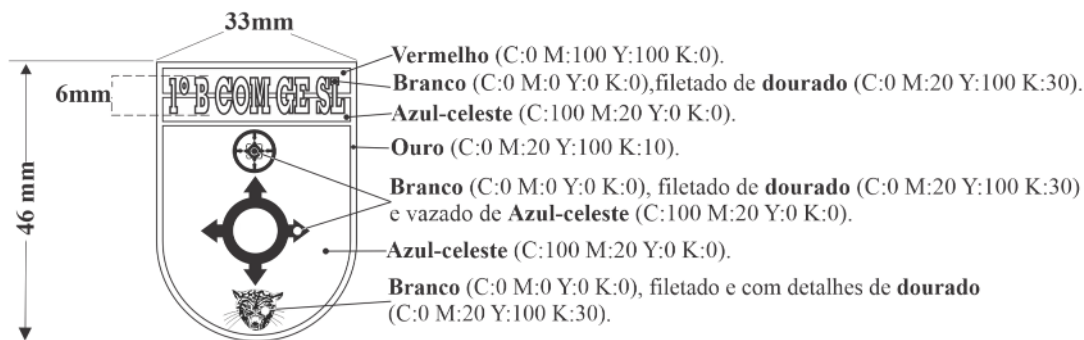 33mm
Vermelho (C:0 M:100 Y:100 K:0).
Branco (C:0 M:0 Y:0 K:0),filetado de dourado (C:0 M:20 Y:100 K:30).
6mm
1º B COM GE SL
Azul-celeste (C:100 M:20 Y:0 K:0).
Ouro (C:0 M:20 Y:100 K:10).
Branco (C:0 M:0 Y:0 K:0), filetado de dourado (C:0 M:20 Y:100 K:30)
e vazado de Azul-celeste (C:100 M:20 Y:0 K:0).
46 mm
Azul-celeste (C:100 M:20 Y:0 K:0).
Branco (C:0 M:0 Y:0 K:0), filetado e com detalhes de dourado
(C:0 M:20 Y:100 K:30).